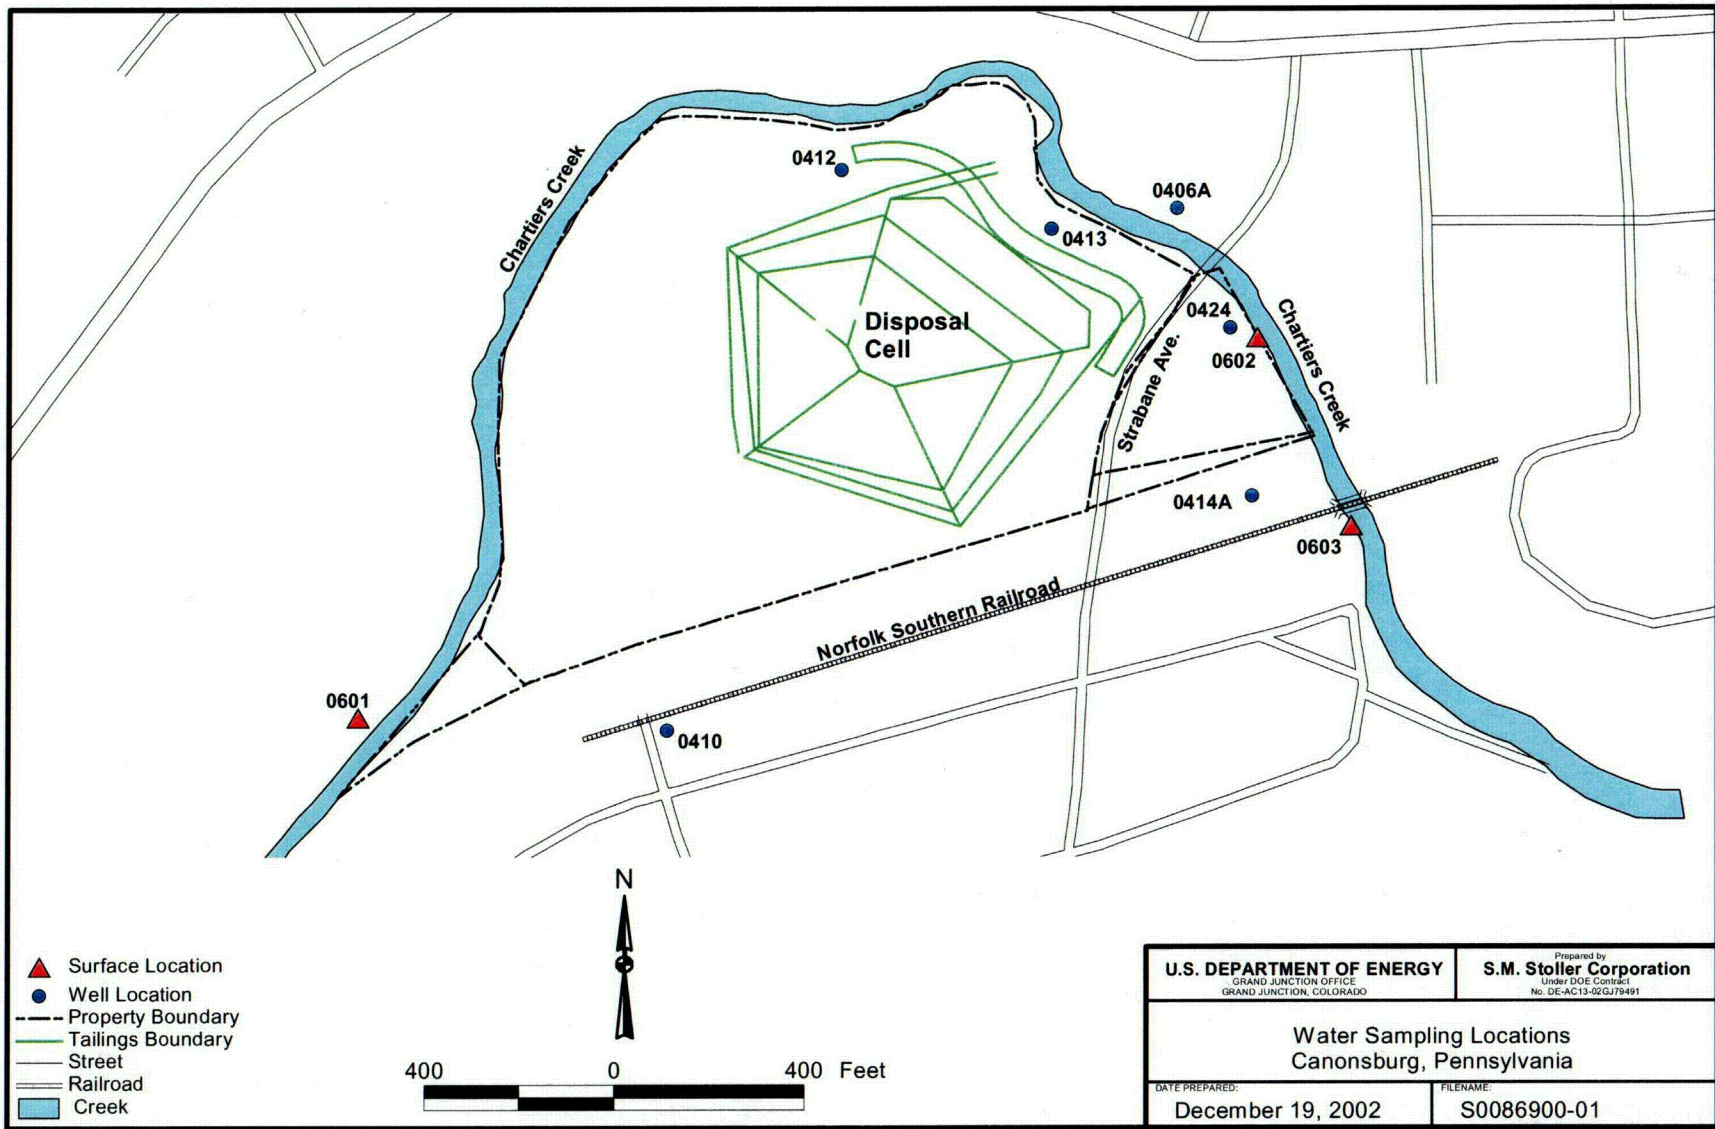 0412
0406A
Chartiers Creek
0413
0424
Disposal
Cell
Chartiers Creek
0602
Strabane Ave.
0414A
0603
Norfolk Southern Railroad
0601
0410
N
Surface Location
Well Location
Property Boundary
Tailings Boundary
Street
Railroad
Creek
400 0 400 Feet
U.S. DEPARTMENT OF ENERGY
GRAND JUNCTION OFFICE
GRAND JUNCTION, COLORADO
Prepared by
S.M. Stoller Corporation
Under DOE Contract
No. DE-AC13-02GJ79491
Water Sampling Locations
Canonsburg, Pennsylvania
DATE PREPARED:
December 19, 2002
FILENAME:
S0086900-01